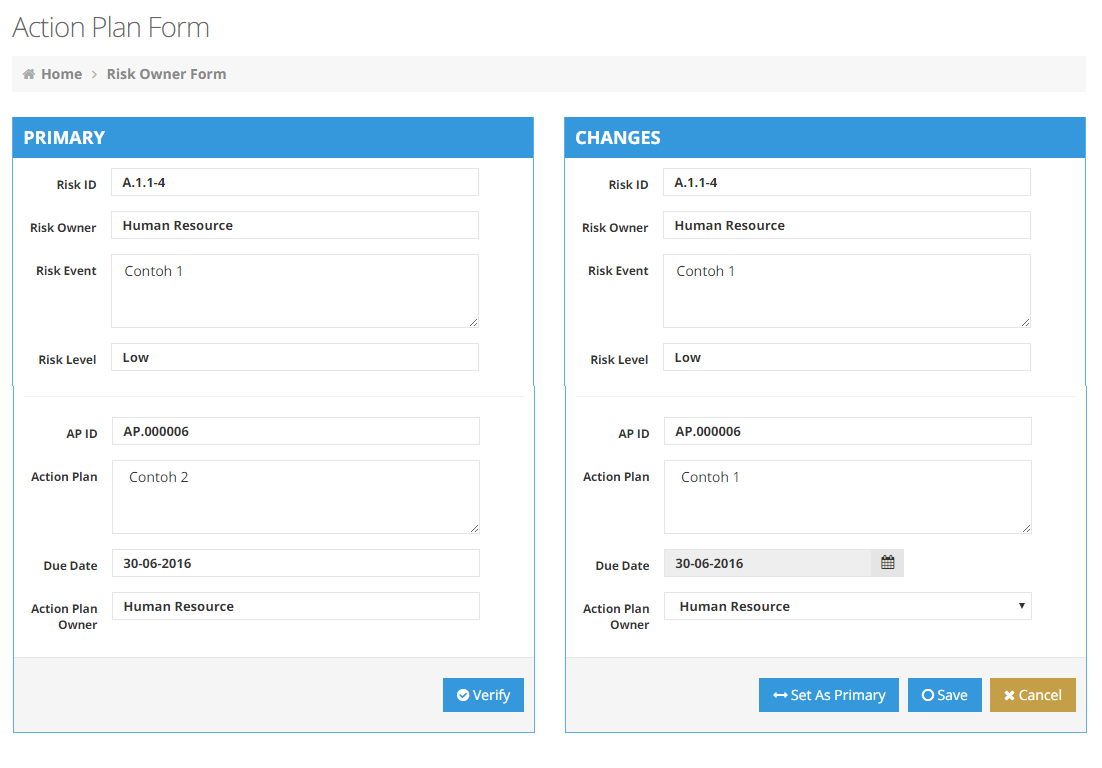 Action Plan Form
Home > Risk Owner Form
PRIMARY
Risk ID A.1.1-4
Risk Owner Human Resource
Risk Event Contoh 1
Risk Level Low
AP ID AP.000006
Action Plan Contoh 2
Due Date 30-06-2016
Action Plan Human Resource
Owner
Verify
CHANGES
Risk ID A.1.1-4
Risk Owner Human Resource
Risk Event Contoh 1
Risk Level Low
AP ID AP.000006
Action Plan Contoh 1
Due Date 30-06-2016
Action Plan Human Resource
Owner
Set As Primary Save Cancel